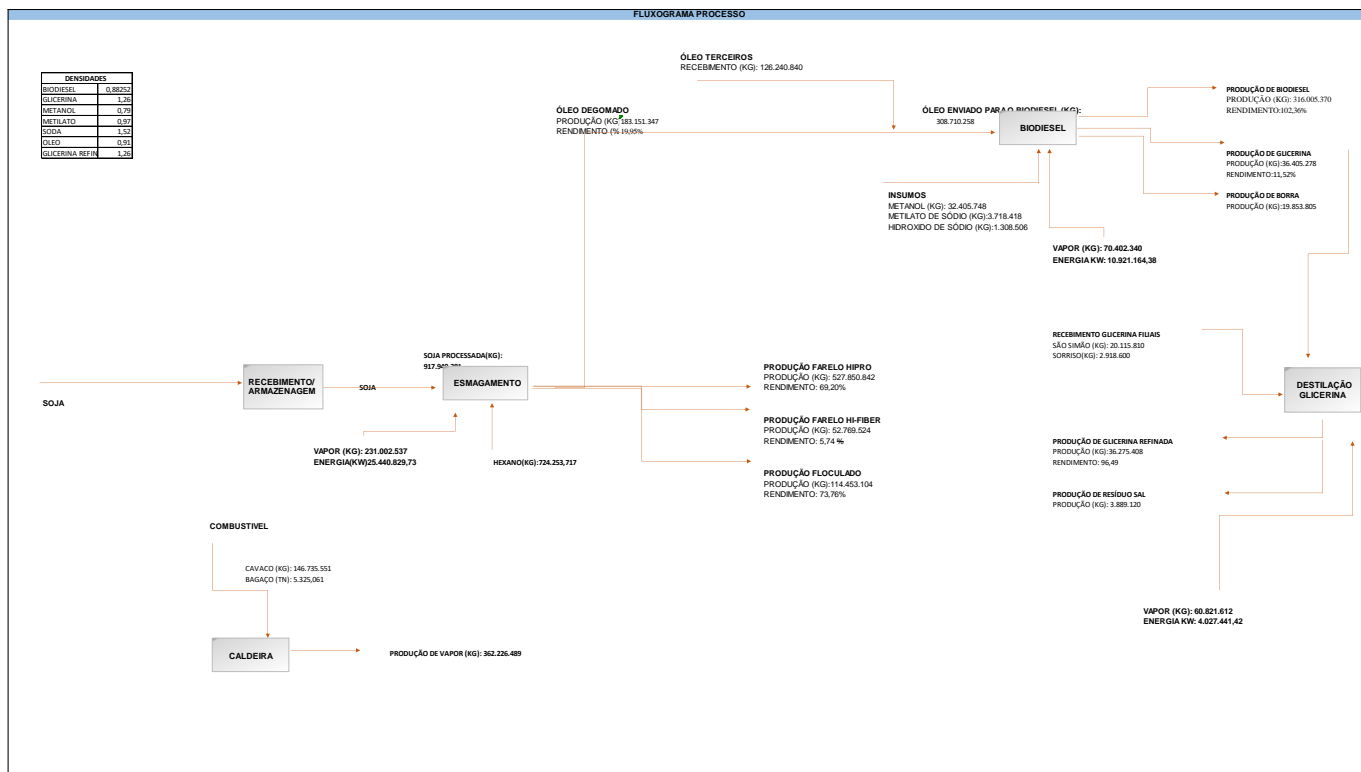 FLUXOGRAMA PROCESSO
DENSIDADES
BIODIESEL 0,88252
GLICERINA 1,26
METANOL 0,79
METILATO 0,97
SODA 1,52
OLEO 0,91
GLICERINA REFIN 1,26
ÓLEO TERCEIROS
RECEBIMENTO (KG): 126.240.840
ÓLEO DEGOMADO
PRODUÇÃO (KG 183.151.347
RENDIMENTO (% 19,95%
ÓLEO ENVIADO PARA O BIODIESEL (KG):
308.710.258
BIODIESEL
PRODUÇÃO DE BIODIESEL
PRODUÇÃO (KG): 316.005.370
RENDIMENTO:102,36%
PRODUÇÃO DE GLICERINA
PRODUÇÃO (KG):36.405.278
RENDIMENTO:11,52%
PRODUÇÃO DE BORRA
PRODUÇÃO (KG):19.853.805
INSUMOS
METANOL (KG): 32.405.748
METILATO DE SÓDIO (KG):3.718.418
HIDROXIDO DE SÓDIO (KG):1.308.506
VAPOR (KG): 70.402.340
ENERGIA KW: 10.921.164,38
RECEBIMENTO GLICERINA FILIAIS
SÃO SIMÃO (KG): 20.115.810
SORRISO(KG): 2.918.600
DESTILAÇÃO
GLICERINA
SOJA
RECEBIMENTO/
ARMAZENAGEM
SOJA
SOJA PROCESSADA(KG):
ESMAGAMENTO
PRODUÇÃO FARELO HIPRO
PRODUÇÃO (KG): 527.850.842
RENDIMENTO: 69,20%
PRODUÇÃO FARELO HI-FIBER
PRODUÇÃO (KG): 52.769.524
RENDIMENTO: 5,74 %
PRODUÇÃO FLOCULADO
PRODUÇÃO (KG):114.453.104
RENDIMENTO: 73,76%
VAPOR (KG): 231.002.537
ENERGIA(KW)25.440.829,73
HEXANO(KG):724.253,717
PRODUÇÃO DE GLICERINA REFINADA
PRODUÇÃO (KG):36.275.408
RENDIMENTO: 96,49
PRODUÇÃO DE RESÍDUO SAL
PRODUÇÃO (KG): 3.889.120
COMBUSTIVEL
CAVACO (KG): 146.735.551
BAGAÇO (TN): 5.325,061
CALDEIRA
PRODUÇÃO DE VAPOR (KG): 362.226.489
VAPOR (KG): 60.821.612
ENERGIA KW: 4.027.441,42